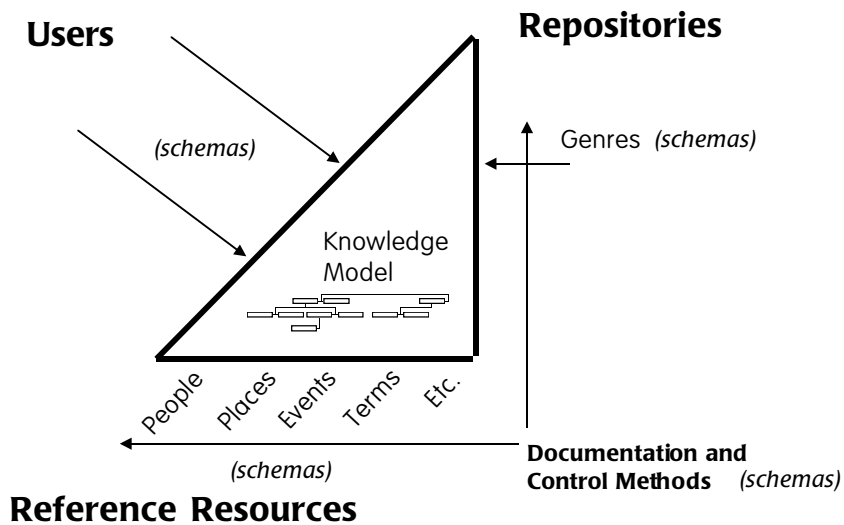 Users
Repositories
(schemas)
Genres (schemas)
Knowledge
Model
People
Places
Events
Terms
Etc.
(schemas)
Documentation and
Control Methods (schemas)
Reference Resources